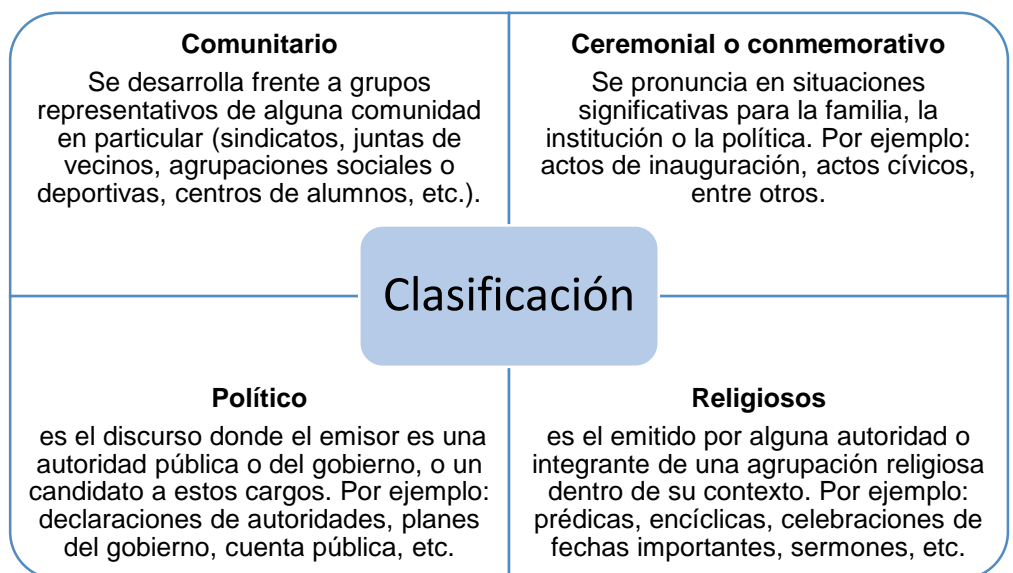 Comunitario
Se desarrolla frente a grupos
representativos de alguna comunidad
en particular (sindicatos, juntas de
vecinos, agrupaciones sociales o
deportivas, centros de alumnos, etc.).
Ceremonial o conmemorativo
Se pronuncia en situaciones
significativas para la familia, la
institución o la política. Por ejemplo:
actos de inauguración, actos cívicos,
entre otros.
Clasificación
Político
es el discurso donde el emisor es una
autoridad pública o del gobierno, o un
candidato a estos cargos. Por ejemplo:
declaraciones de autoridades, planes
del gobierno, cuenta pública, etc.
Religiosos
es el emitido por alguna autoridad o
integrante de una agrupación religiosa
dentro de su contexto. Por ejemplo:
prédicas, encíclicas, celebraciones de
fechas importantes, sermones, etc.